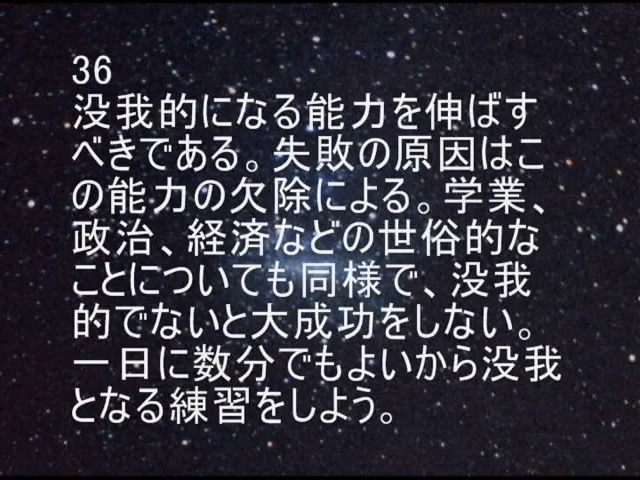 36
没我的になる能力を伸ばす
べきである。失敗の原因はこ
の能力の欠除による。学業、
政治、経済などの世俗的な
ことについても同様で、没我
的でないと大成功をしない。
一日に数分でもよいから没我
となる練習をしよう。